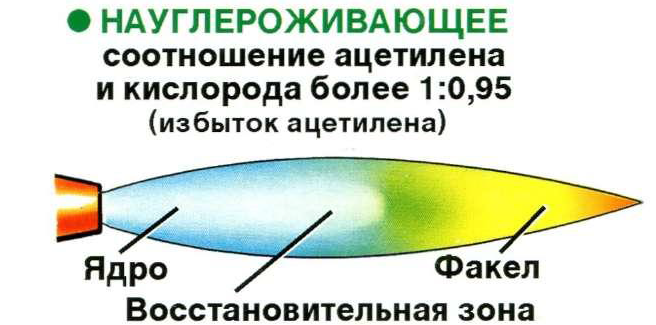 ● НАУГЛЕРОЖИВАЮЩЕЕ
соотношение ацетилена
и кислорода более 1:0,95
(избыток ацетилена)
Ядро
Факел
Восстановительная зона